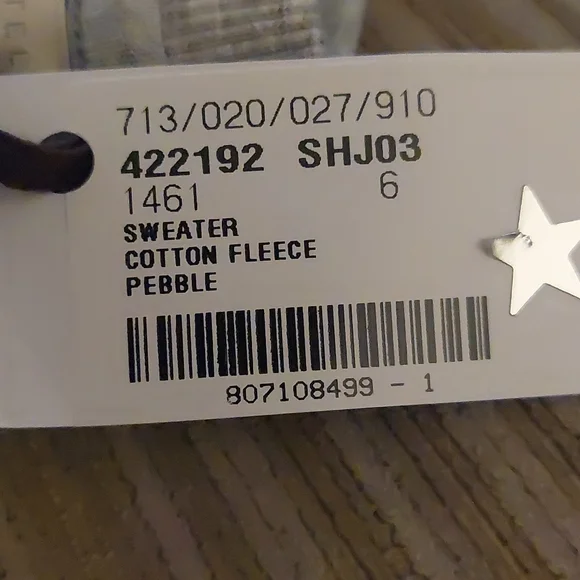 713/020/027/910
422192 SHJ03
1461 6
SWEATER
COTTON FLEECE
PEBBLE
807108499 - 1